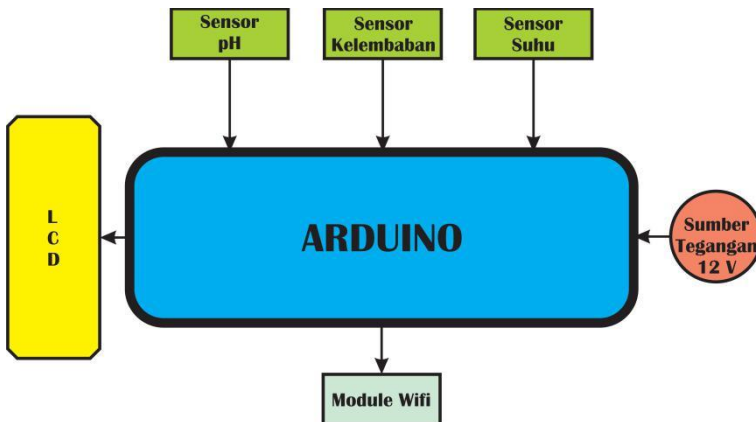 Sensor
pH
Sensor
Kelembaban
Sensor
Suhu
L
C
D
ARDUINO
Sumber
Tegangan
12 V
Module Wifi